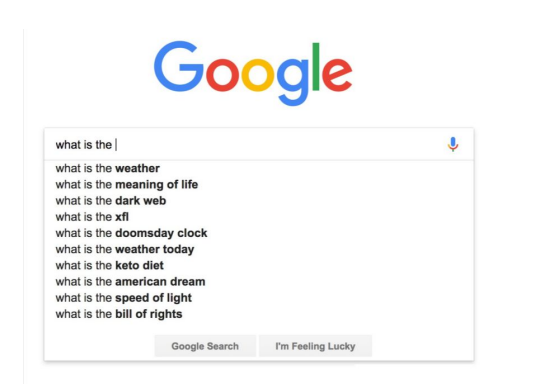 Google
what is the
what is the weather
what is the meaning of life
what is the dark web
what is the xfl
what is the doomsday clock
what is the weather today
what is the keto diet
what is the american dream
what is the speed of light
what is the bill of rights
Google Search I'm Feeling Lucky